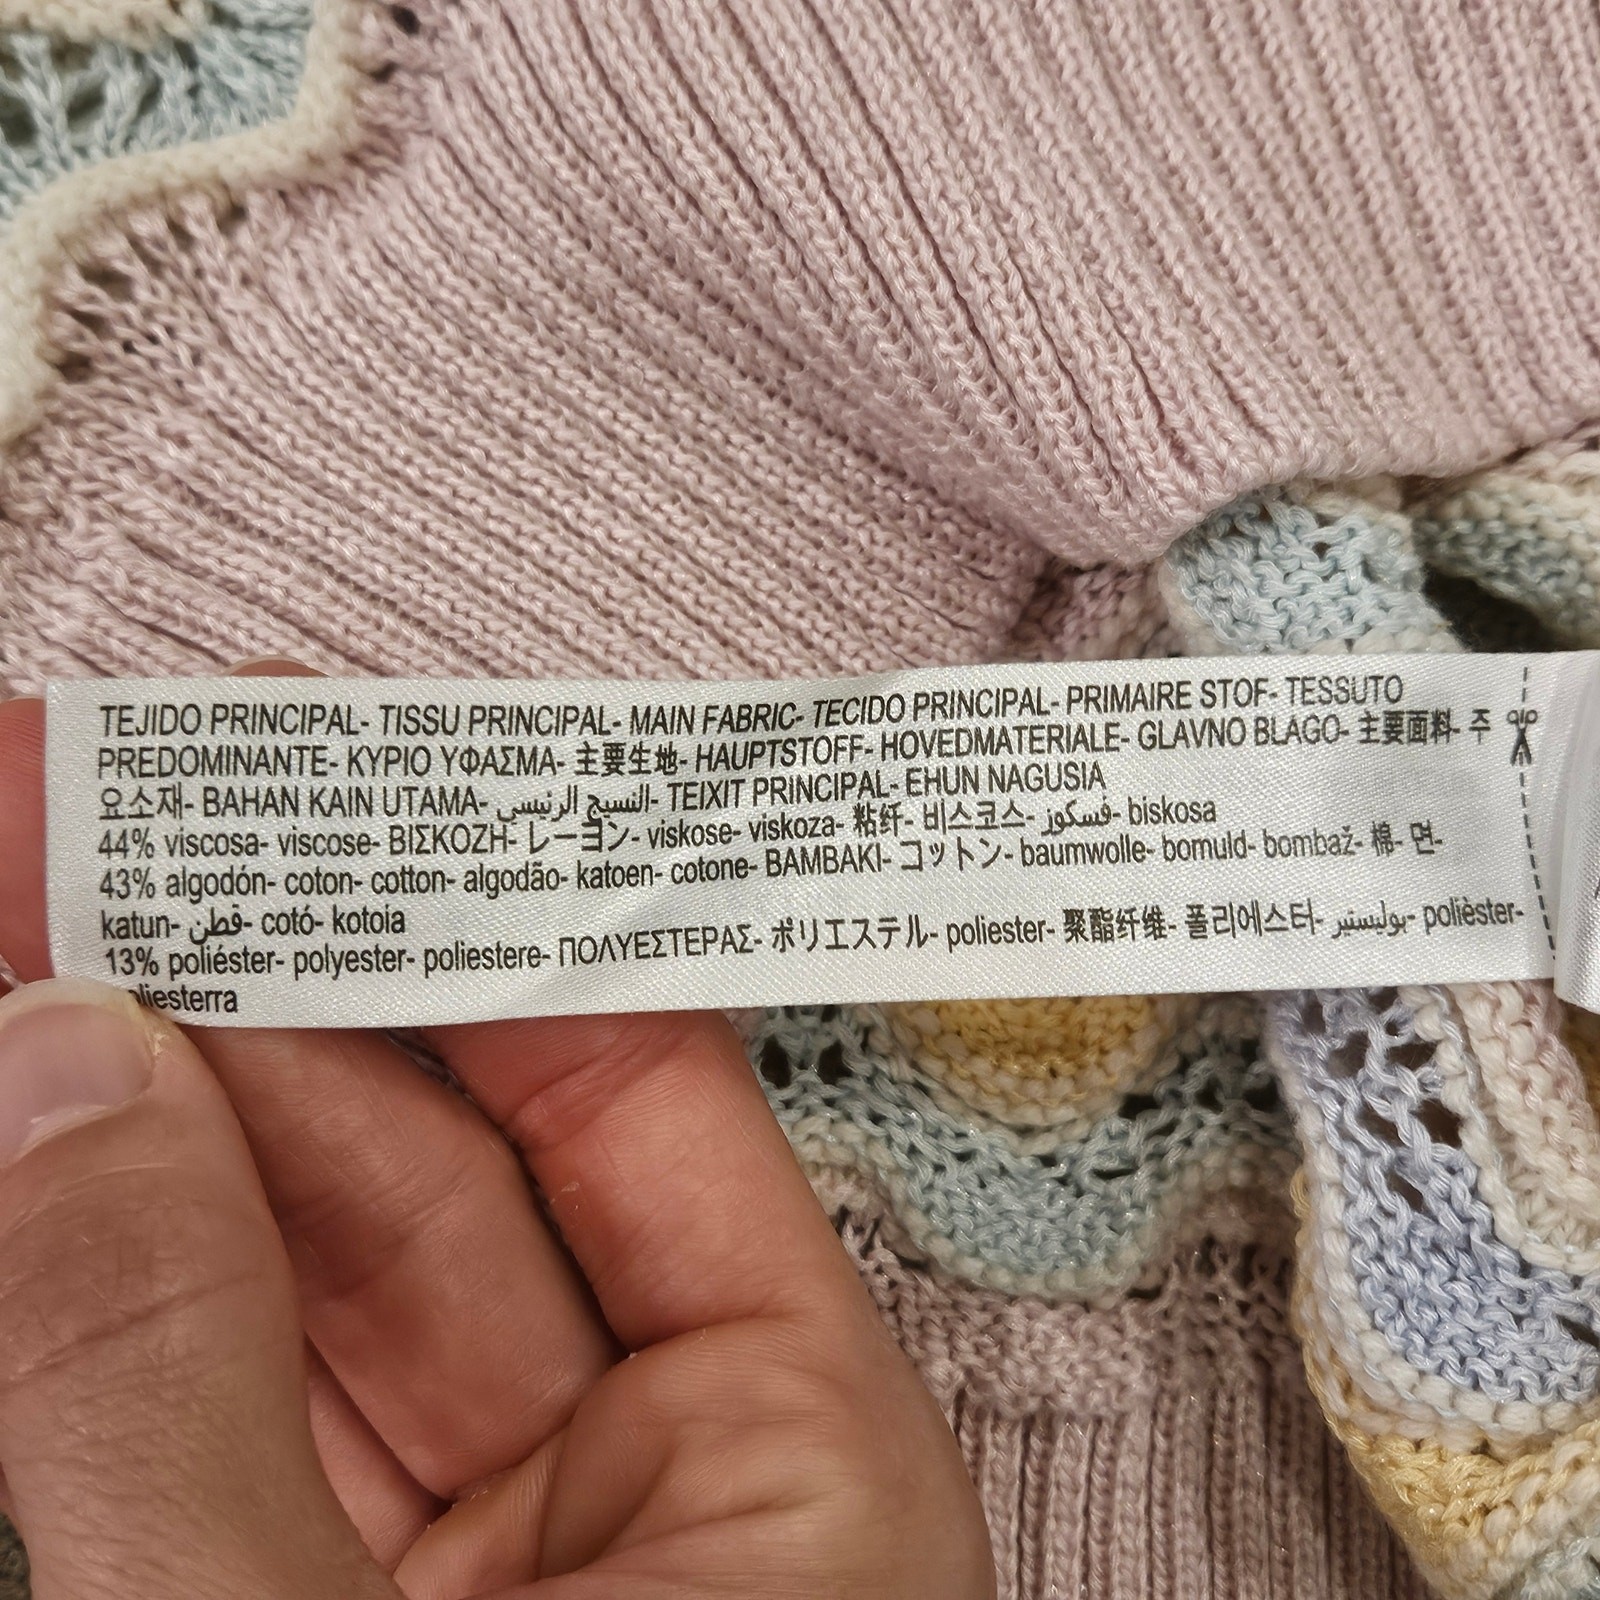 TEJIDO PRINCIPAL- TISSU PRINCIPAL- MAIN FABRIC- TECIDO PRINCIPAL- PRIMAIRE STOF- TESSUTO
PREDOMINANTE- ΚΥΡΙΟ ΥΦΑΣΜΑ- 主要生地- HAUPTSTOFF- HOVEDMATERIALE- GLAVNO BLAGO- 主要面料- 주
요소재- BAHAN KAIN UTAMA- النسيج الرئيسي- TEIXIT PRINCIPAL- EHUN NAGUSIA
44% viscosa- viscose- ΒΙΣΚΟΖΗ- レーヨン- viskose- viskoza- 粘纤- 비스코스- فسكوز- biskosa
43% algodón- coton- cotton- algodão- katoen- cotone- BAMBAKI- コットン- baumwolle- bomuld- bombaž- 棉- 면-
katun- قطن- cotó- kotoia
13% poliéster- polyester- poliestere- ΠΟΛΥΕΣΤΕΡΑΣ- ポリエステル- poliester- 聚酯纤维- 폴리에스터- بوليستير- polièster-
oliesterra